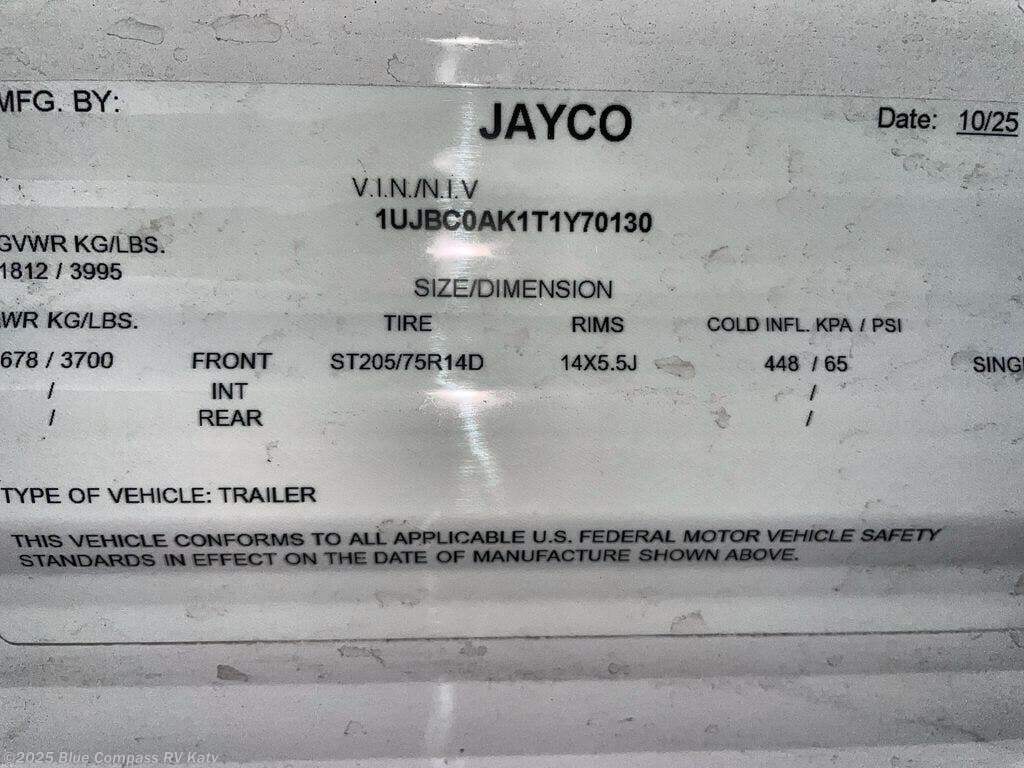 MFG. BY:
JAYCO
Date: 10/25
V.I.N./N.I.V
1UJBC0AK1T1Y70130
GVWR KG/LBS.
1812 / 3995
SIZE/DIMENSION
WR KG/LBS. TIRE RIMS COLD INFL. KPA / PSI
678 / 3700 FRONT ST205/75R14D 14X5.5J 448 / 65 SING
/ INT /
/ REAR /
TYPE OF VEHICLE: TRAILER
THIS VEHICLE CONFORMS TO ALL APPLICABLE U.S. FEDERAL MOTOR VEHICLE SAFETY
STANDARDS IN EFFECT ON THE DATE OF MANUFACTURE SHOWN ABOVE.
©2025 Blue Compass RV Katy